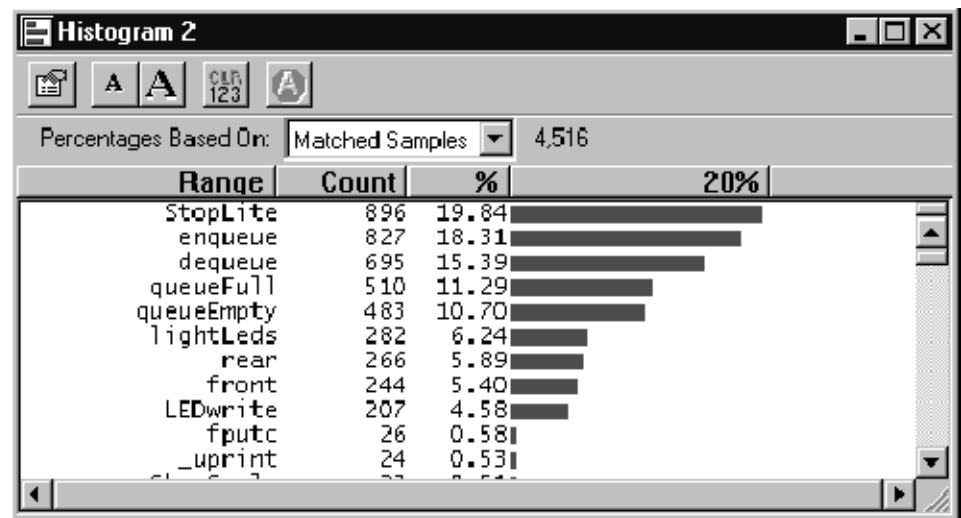 Histogram 2
A A CLR 123 A
Percentages Based On: Matched Samples 4,516
Range Count % 20%
StopLite 896 19.84
enqueue 827 18.31
dequeue 695 15.39
queueFull 510 11.29
queueEmpty 483 10.70
lightLeds 282 6.24
rear 266 5.89
front 244 5.40
LEDwrite 207 4.58
fputc 26 0.58
_uprint 24 0.53